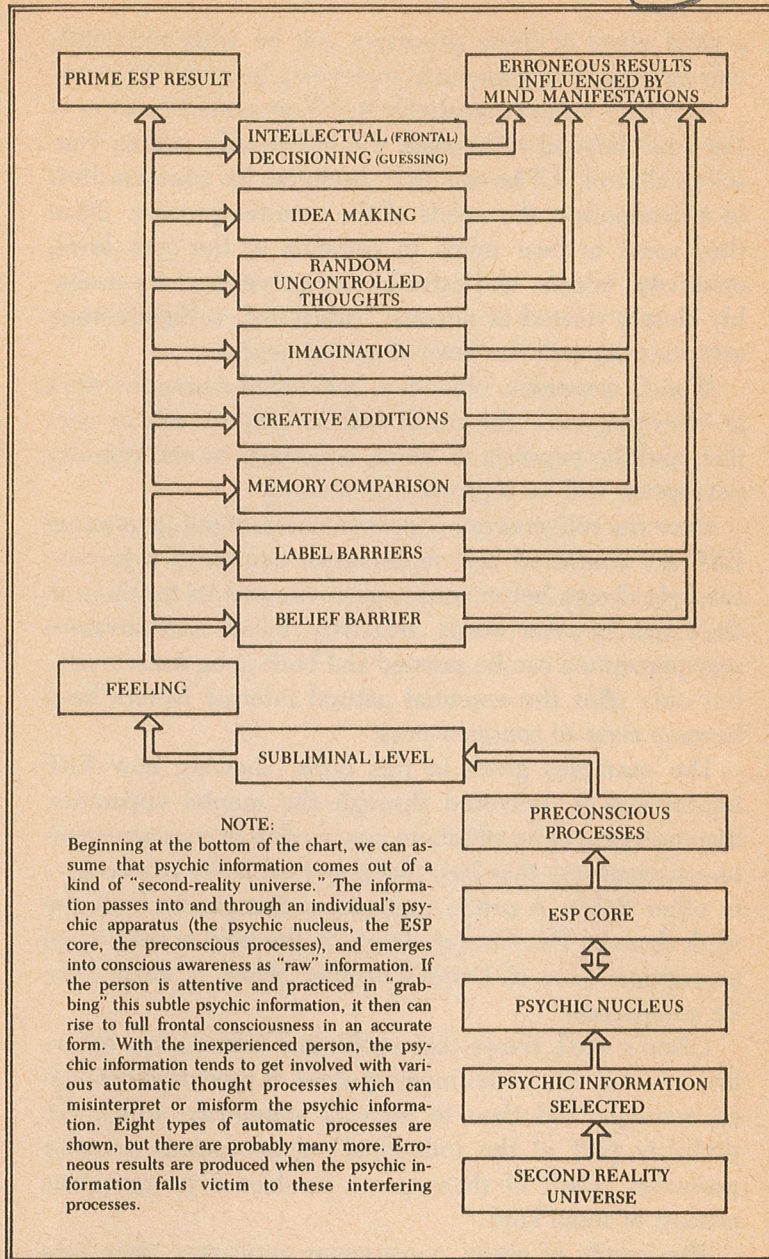 PRIME ESP RESULT
ERRONEOUS RESULTS
INFLUENCED BY
MIND MANIFESTATIONS
INTELLECTUAL (FRONTAL)
DECISIONING (GUESSING)
IDEA MAKING
RANDOM
UNCONTROLLED
THOUGHTS
IMAGINATION
CREATIVE ADDITIONS
MEMORY COMPARISON
LABEL BARRIERS
BELIEF BARRIER
FEELING
SUBLIMINAL LEVEL
PRECONSCIOUS
PROCESSES
ESP CORE
PSYCHIC NUCLEUS
PSYCHIC INFORMATION
SELECTED
SECOND REALITY
UNIVERSE
NOTE:
Beginning at the bottom of the chart, we can as-
sume that psychic information comes out of a
kind of "second-reality universe." The informa-
tion passes into and through an individual's psy-
chic apparatus (the psychic nucleus, the ESP
core, the preconscious processes), and emerges
into conscious awareness as "raw" information. If
the person is attentive and practiced in "grab-
bing" this subtle psychic information, it then can
rise to full frontal consciousness in an accurate
form. With the inexperienced person, the psy-
chic information tends to get involved with vari-
ous automatic thought processes which can
misinterpret or misform the psychic informa-
tion. Eight types of automatic processes are
shown, but there are probably many more. Erro-
neous results are produced when the psychic in-
formation falls victim to these interfering
processes.